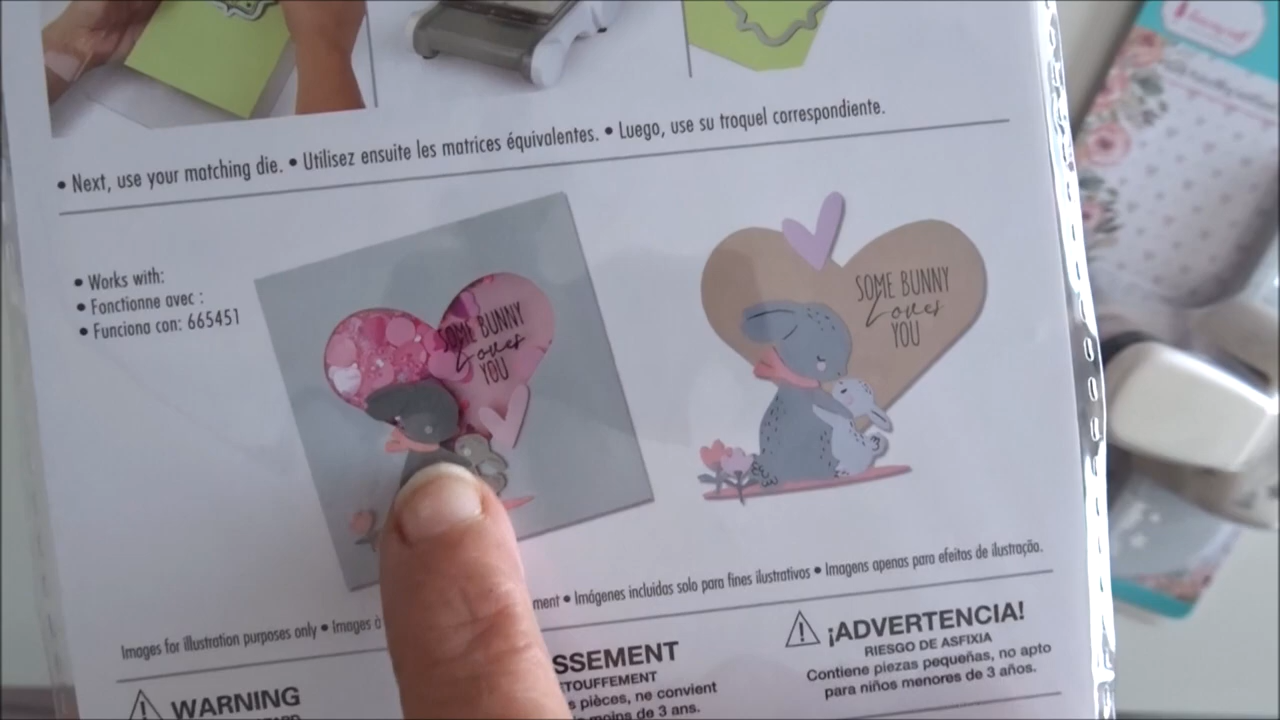 • Next, use your matching die. • Utilisez ensuite les matrices équivalentes. • Luego, use su troquel correspondiente.
• Works with:
• Fonctionne avec :
• Funciona con: 665451
SOME BUNNY
Loves
YOU
SOME BUNNY
Loves
YOU
Images for illustration purposes only • Images à
ment • Imágenes incluidas solo para fines ilustrativos • Imagens apenas para efeitos de ilustração.
WARNING
SSEMENT
TOUFFEMENT
s pièces, ne convient
moins de 3 ans.
¡ADVERTENCIA!
RIESGO DE ASFIXIA
Contiene piezas pequeñas, no apto
para niños menores de 3 años.